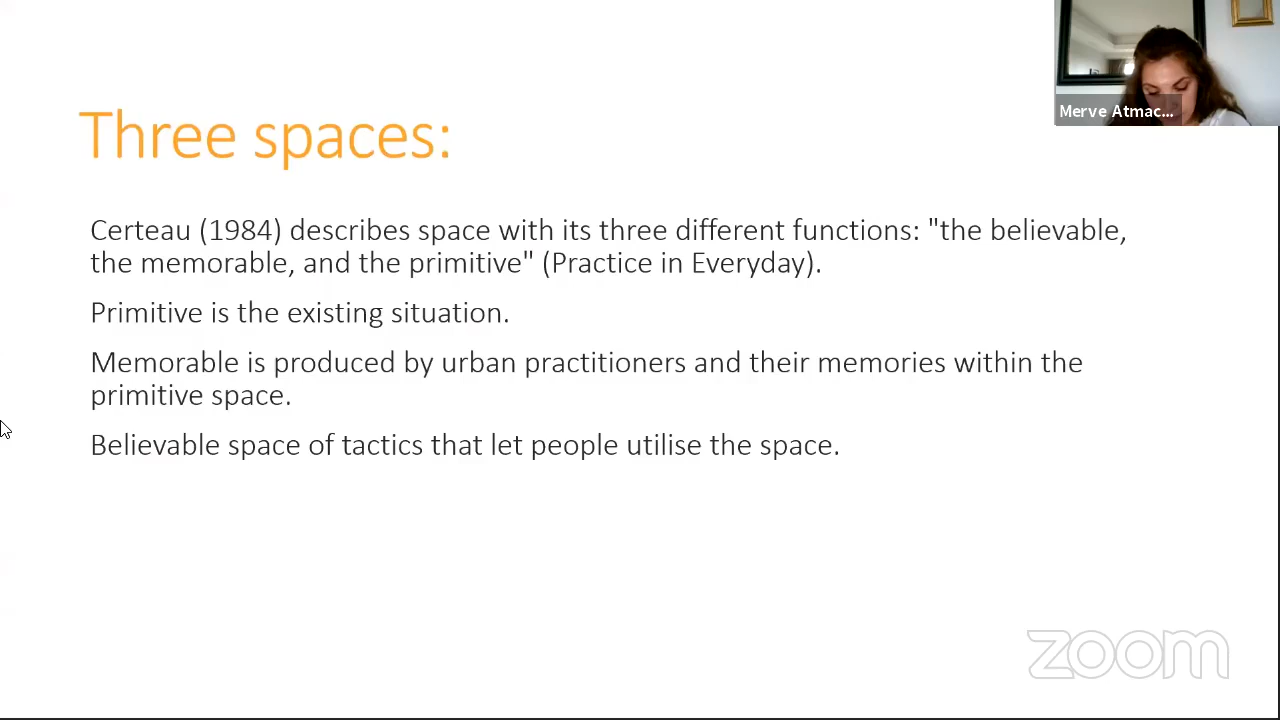 Merve Atmac...
Three spaces:
Certeau (1984) describes space with its three different functions: "the believable,
the memorable, and the primitive" (Practice in Everyday).
Primitive is the existing situation.
Memorable is produced by urban practitioners and their memories within the
primitive space.
Believable space of tactics that let people utilise the space.
zoom